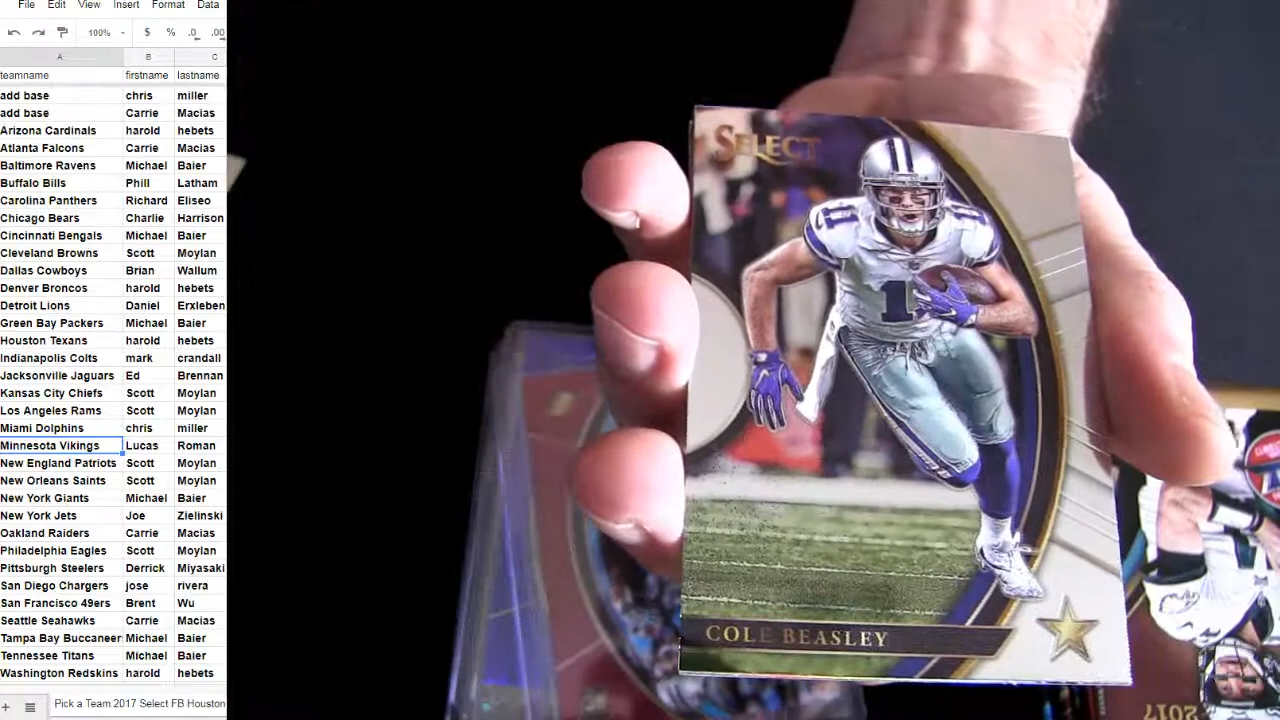 File Edit View Insert Format Data
100% $ % .0 .00
A B C
teamname firstname lastname
add base chris miller
add base Carrie Macias
Arizona Cardinals harold hebets
Atlanta Falcons Carrie Macias
Baltimore Ravens Michael Baier
Buffalo Bills Phill Latham
Carolina Panthers Richard Eliseo
Chicago Bears Charlie Harrison
Cincinnati Bengals Michael Baier
Cleveland Browns Scott Moylan
Dallas Cowboys Brian Wallum
Denver Broncos harold hebets
Detroit Lions Daniel Erxleben
Green Bay Packers Michael Baier
Houston Texans harold hebets
Indianapolis Colts mark crandall
Jacksonville Jaguars Ed Brennan
Kansas City Chiefs Scott Moylan
Los Angeles Rams Scott Moylan
Miami Dolphins chris miller
Minnesota Vikings Lucas Roman
New England Patriots Scott Moylan
New Orleans Saints Scott Moylan
New York Giants Michael Baier
New York Jets Joe Zielinski
Oakland Raiders Carrie Macias
Philadelphia Eagles Scott Moylan
Pittsburgh Steelers Derrick Miyasaki
San Diego Chargers jose rivera
San Francisco 49ers Brent Wu
Seattle Seahawks Carrie Macias
Tampa Bay Buccaneer Michael Baier
Tennessee Titans Michael Baier
Washington Redskins harold hebets
Pick a Team 2017 Select FB Houston
SELECT
11
COLE BEASLEY
2017